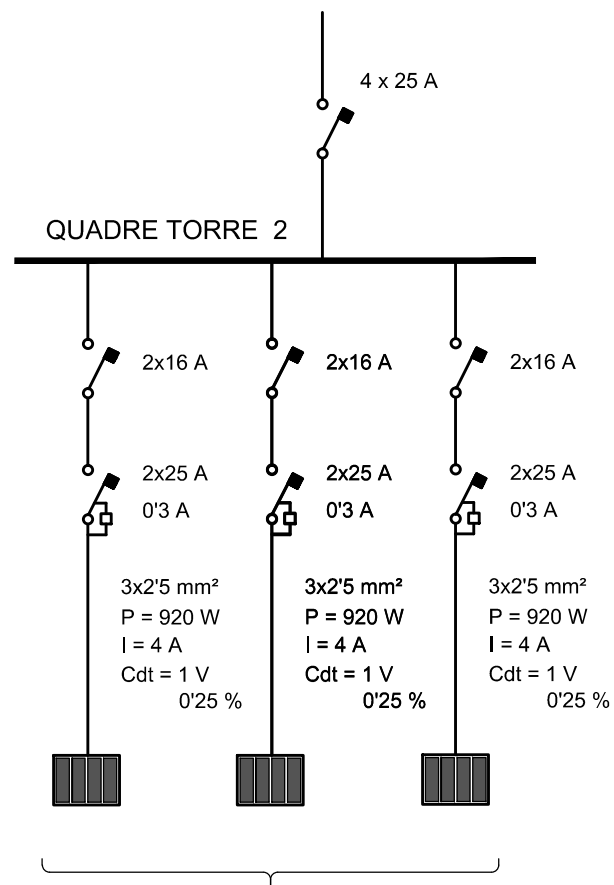 4 x 25 A
QUADRE TORRE 2
2x16 A
2x16 A
2x16 A
2x25 A
0'3 A
2x25 A
0'3 A
2x25 A
0'3 A
3x2'5 mm²
P = 920 W
I = 4 A
Cdt = 1 V
0'25 %
3x2'5 mm²
P = 920 W
I = 4 A
Cdt = 1 V
0'25 %
3x2'5 mm²
P = 920 W
I = 4 A
Cdt = 1 V
0'25 %